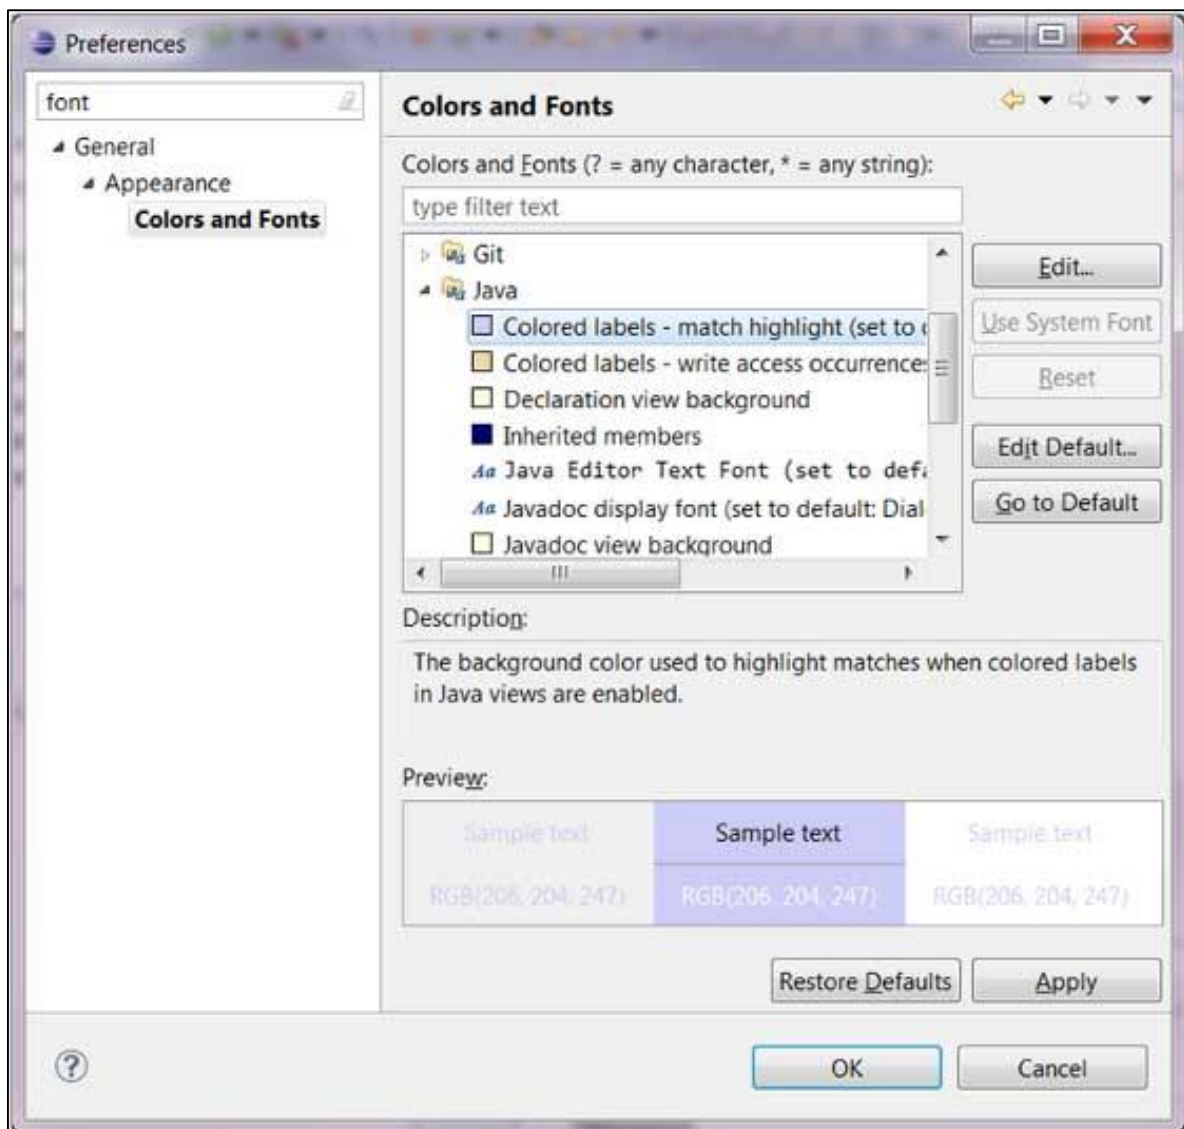 Preferences
font
General
Appearance
Colors and Fonts
Colors and Fonts
Colors and Fonts (? = any character, * = any string):
type filter text
Git
Java
Colored labels - match highlight (set to
Colored labels - write access occurrences
Declaration view background
Inherited members
Aa Java Editor Text Font (set to defa
Aa Javadoc display font (set to default: Dial
Javadoc view background
Edit...
Use System Font
Reset
Edit Default...
Go to Default
Description:
The background color used to highlight matches when colored labels
in Java views are enabled.
Preview:
Sample text Sample text Sample text
RGB(206, 204, 247) RGB(206, 204, 247) RGB(206, 204, 247)
Restore Defaults Apply
OK Cancel